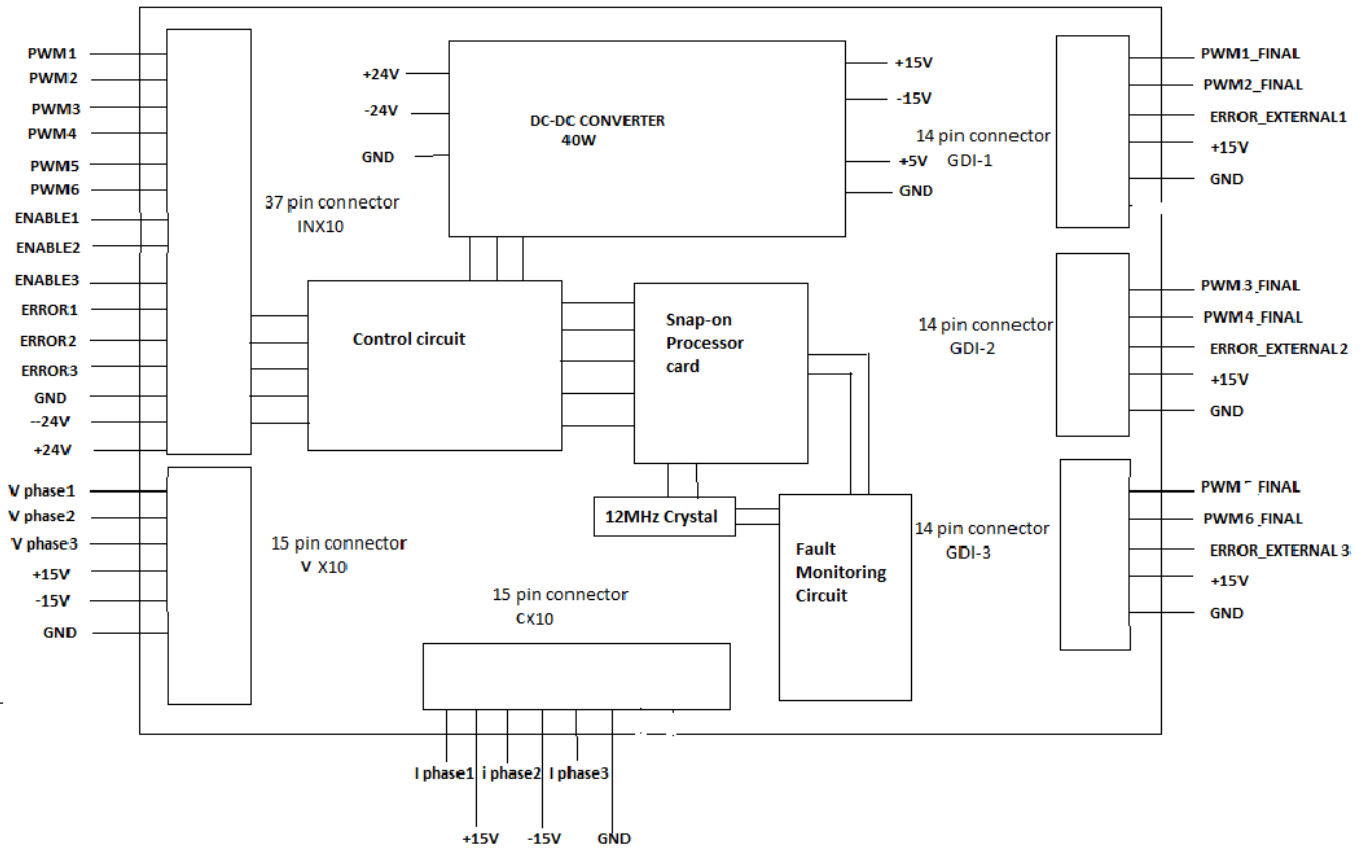 PWM1
PWM2
PWM3
PWM4
PWM5
PWM6
ENABLE1
ENABLE2
ENABLE3
ERROR1
ERROR2
ERROR3
GND
--24V
+24V
37 pin connector
INX10
+24V
-24V
GND
DC-DC CONVERTER
40W
+15V
-15V
+5V
GND
14 pin connector
GDI-1
PWM1_FINAL
PWM2_FINAL
ERROR_EXTERNAL1
+15V
GND
Control circuit
Snap-on
Processor
card
14 pin connector
GDI-2
PWM3_FINAL
PWM4_FINAL
ERROR_EXTERNAL2
+15V
GND
V phase1
V phase2
V phase3
+15V
-15V
GND
15 pin connector
V X10
12MHz Crystal
Fault
Monitoring
Circuit
14 pin connector
GDI-3
FINAL
PWM6_FINAL
ERROR_EXTERNAL3
+15V
GND
15 pin connector
CX10
I phase1
i phase2
I phase3
+15V
-15V
GND